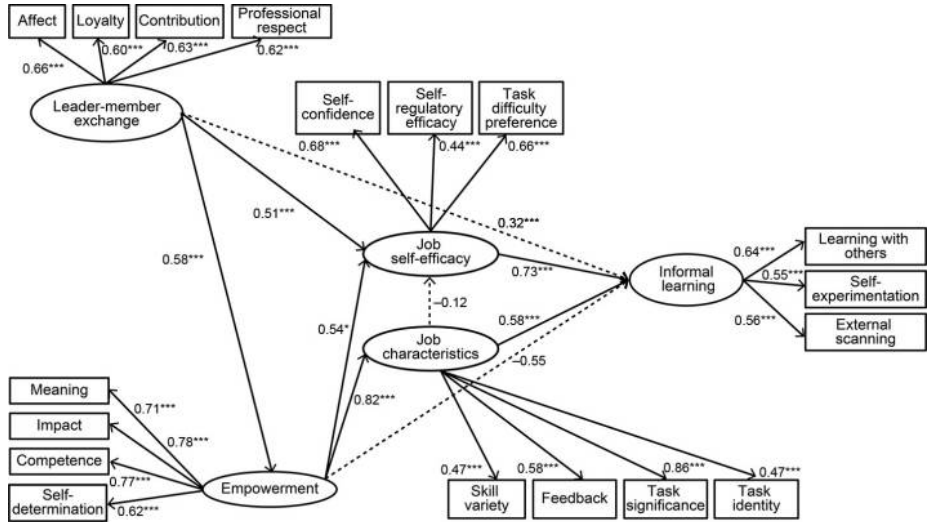 Affect
Loyalty
Contribution
Professional
respect
0.66***
0.60***
0.63***
0.62***
Leader-member
exchange
Self-
confidence
Self-
regulatory
efficacy
Task
difficulty
preference
0.68***
0.44***
0.66***
0.51***
0.32***
0.58***
Job
self-efficacy
0.73***
Informal
learning
0.64***
0.55***
0.56***
Learning with
others
Self-
experimentation
External
scanning
–0.12
0.54*
0.58***
Job
characteristics
–0.55
0.82***
Meaning
Impact
Competence
Self-
determination
0.71***
0.78***
0.77***
0.62***
Empowerment
0.47***
0.58***
0.86***
0.47***
Skill
variety
Feedback
Task
significance
Task
identity